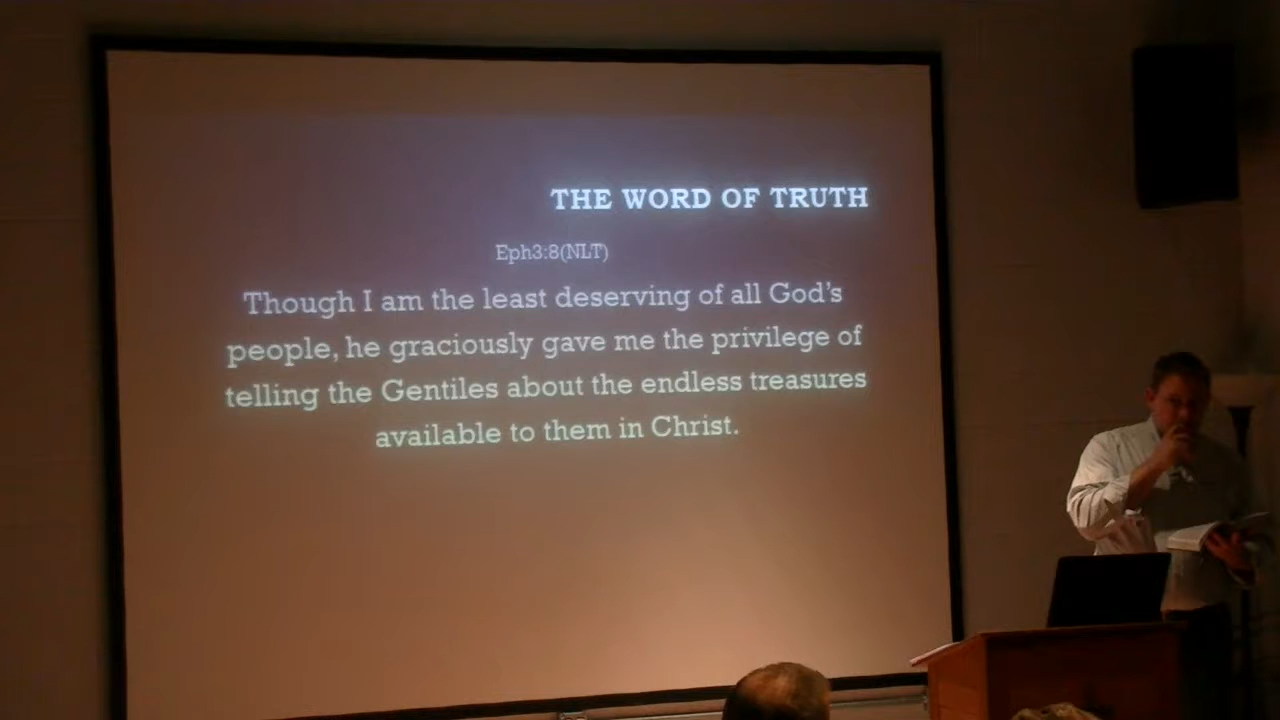 THE WORD OF TRUTH
Eph3:8(NLT)
Though I am the least deserving of all God's
people, he graciously gave me the privilege of
telling the Gentiles about the endless treasures
available to them in Christ.